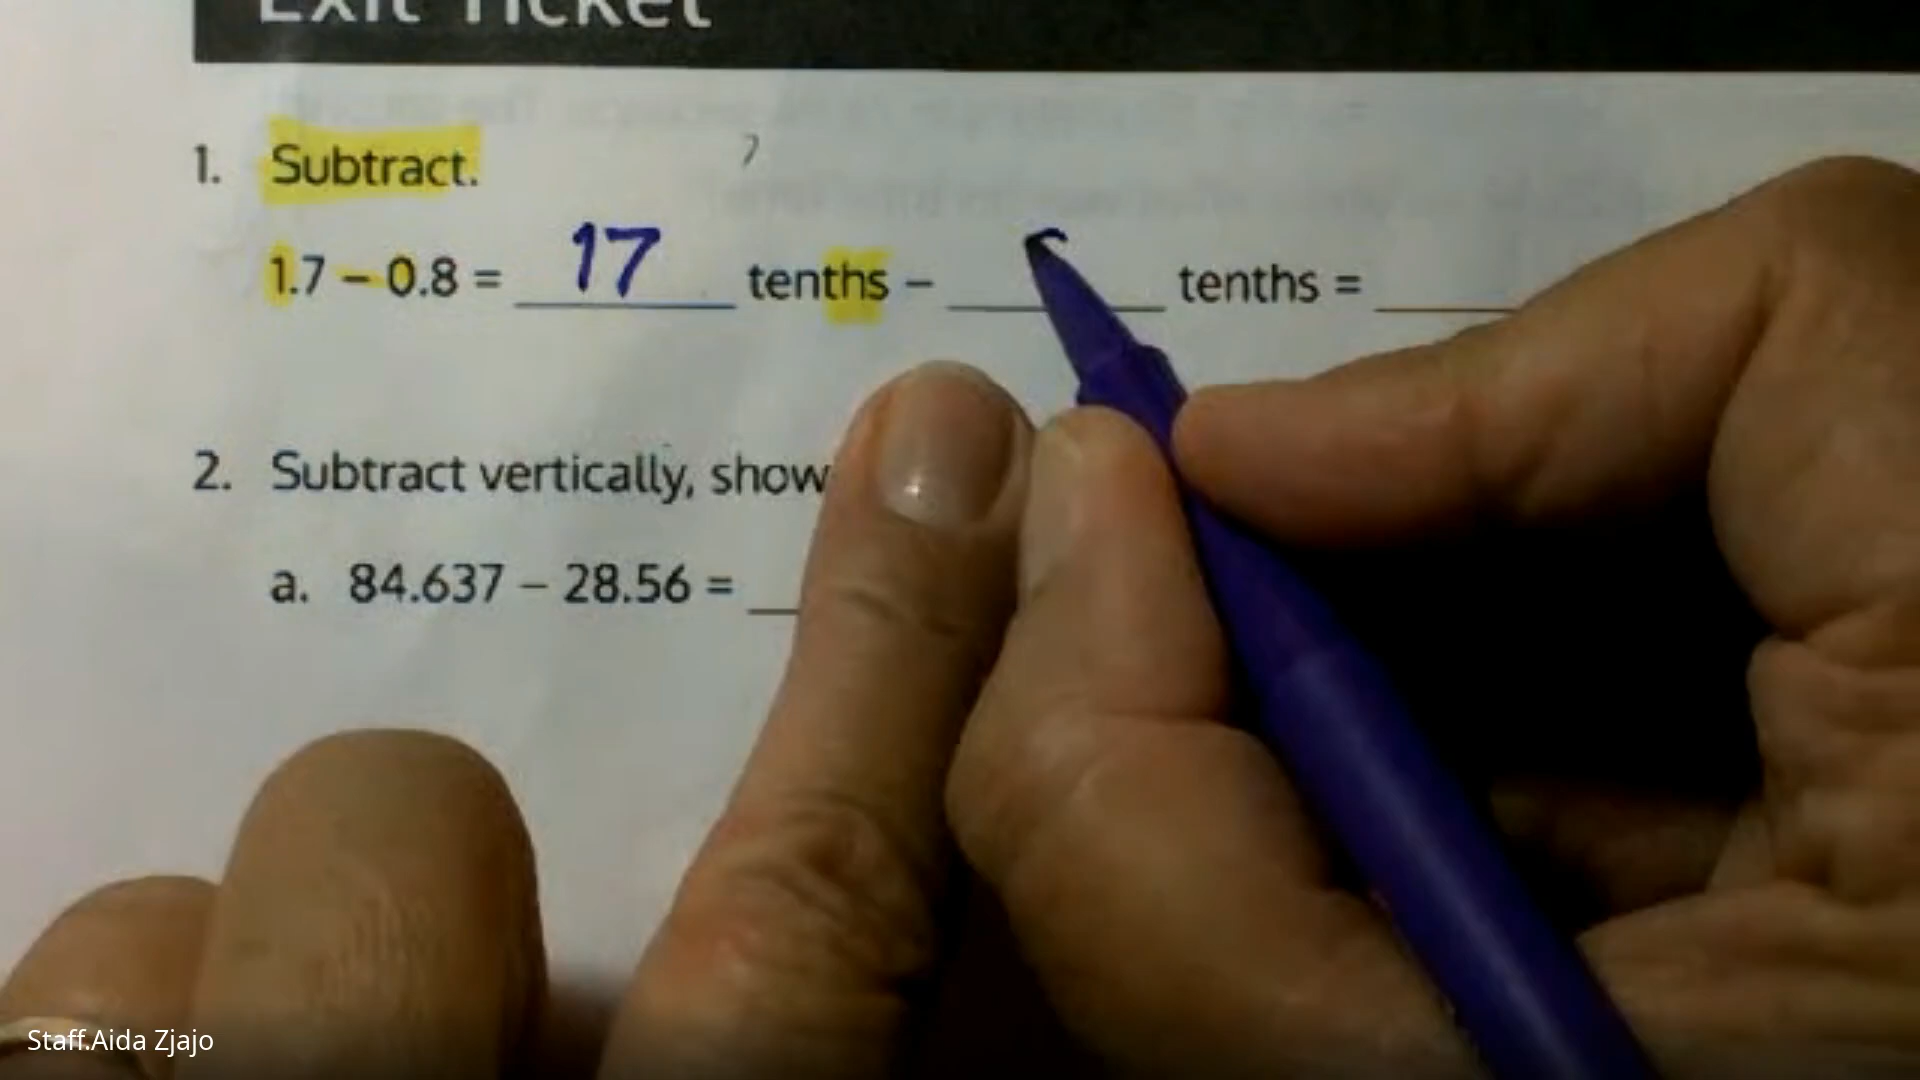 Exit Ticket
1. Subtract.
1.7 – 0.8 = 17 tenths – tenths =
2. Subtract vertically, show
a. 84.637 – 28.56 =
Staff.Aida Zjajo